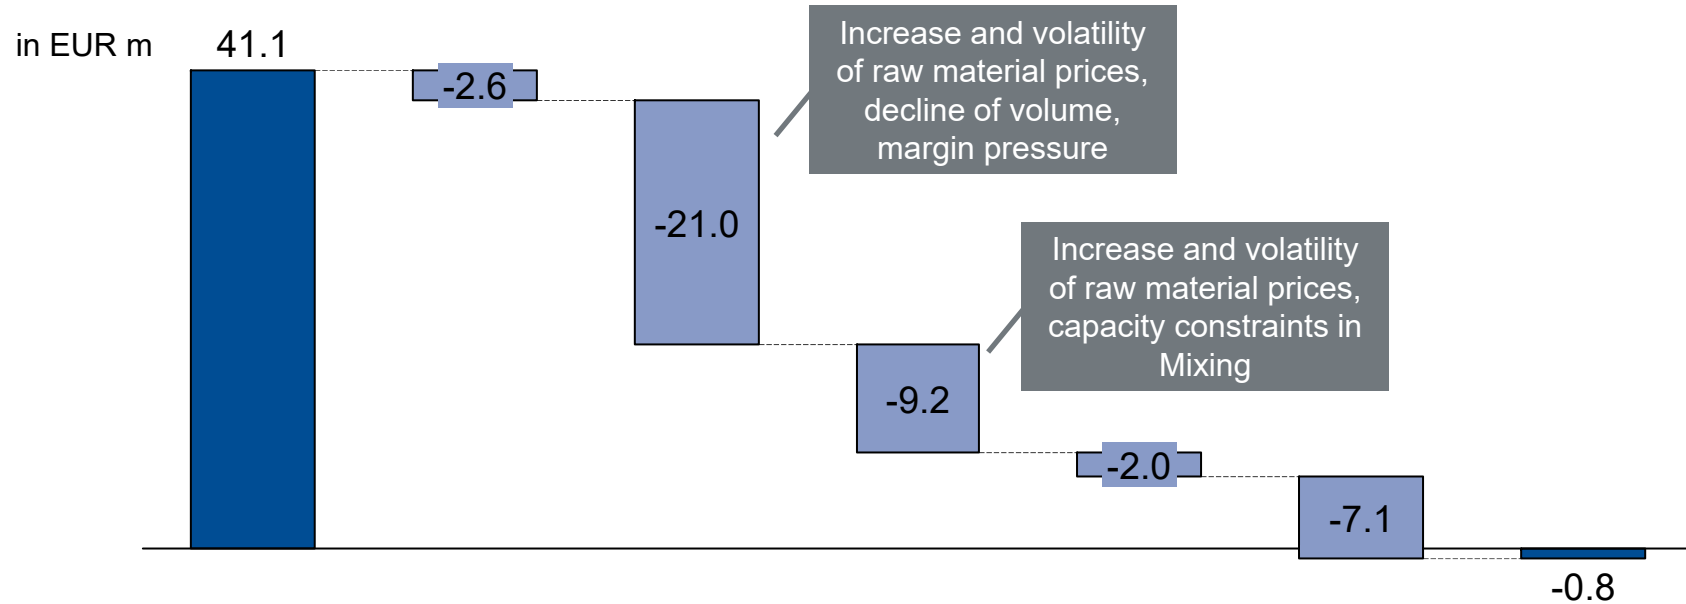 in EUR m
41.1
-2.6
-21.0
Increase and volatility
of raw material prices,
decline of volume,
margin pressure
-9.2
Increase and volatility
of raw material prices,
capacity constraints in
Mixing
-2.0
-7.1
-0.8